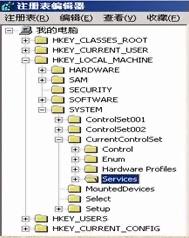 注册表编辑器
注册表(R) 编辑(E) 查看(V) 收藏(F)
我的电脑
HKEY_CLASSES_ROOT
HKEY_CURRENT_USER
HKEY_LOCAL_MACHINE
HARDWARE
SAM
SECURITY
SOFTWARE
SYSTEM
ControlSet001
ControlSet002
CurrentControlSet
Control
Enum
Hardware Profiles
Services
MountedDevices
Select
Setup
HKEY_USERS
HKEY_CURRENT_CONFIG